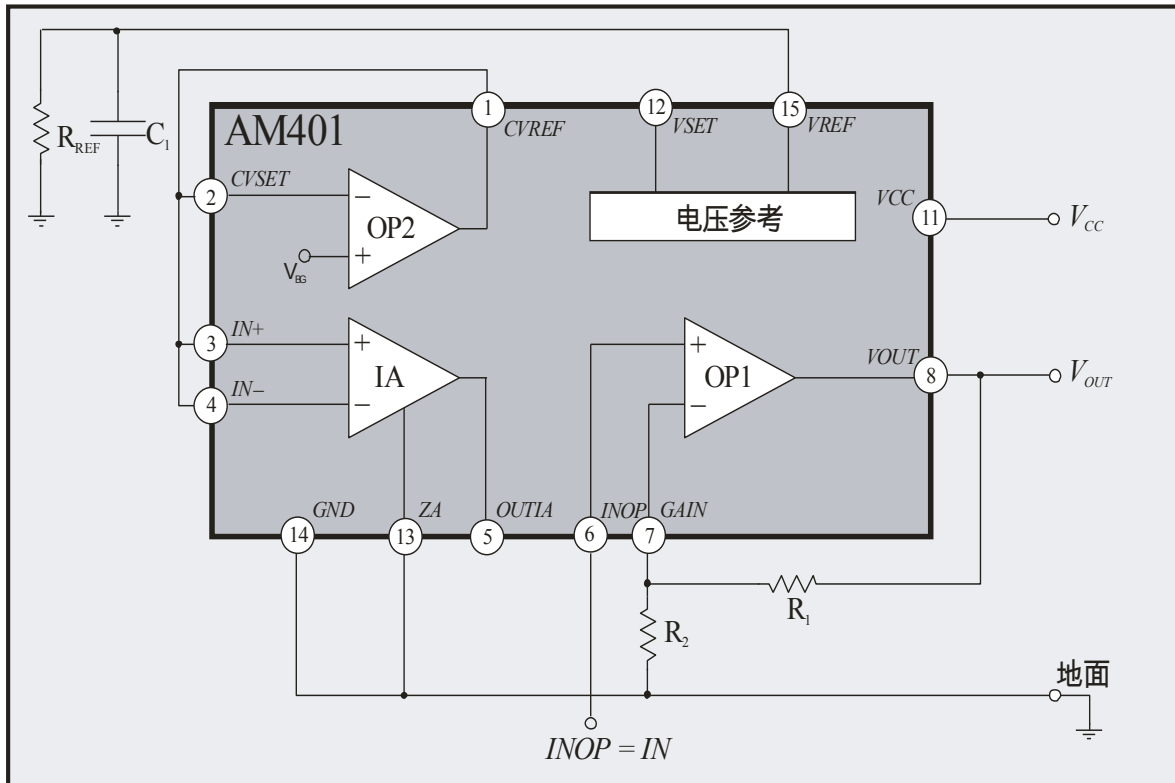 AM401
1
CVREF
12
VSET
15
VREF
R_REF
C_1
2
CVSET
OP2
V_BG
电压参考
VCC
11
V_CC
3
IN+
4
IN−
IA
OP1
VOUT
8
V_OUT
14
GND
13
ZA
5
OUTIA
6
INOP
7
GAIN
R_1
R_2
地面
INOP = IN
−
+
+
−
+
−